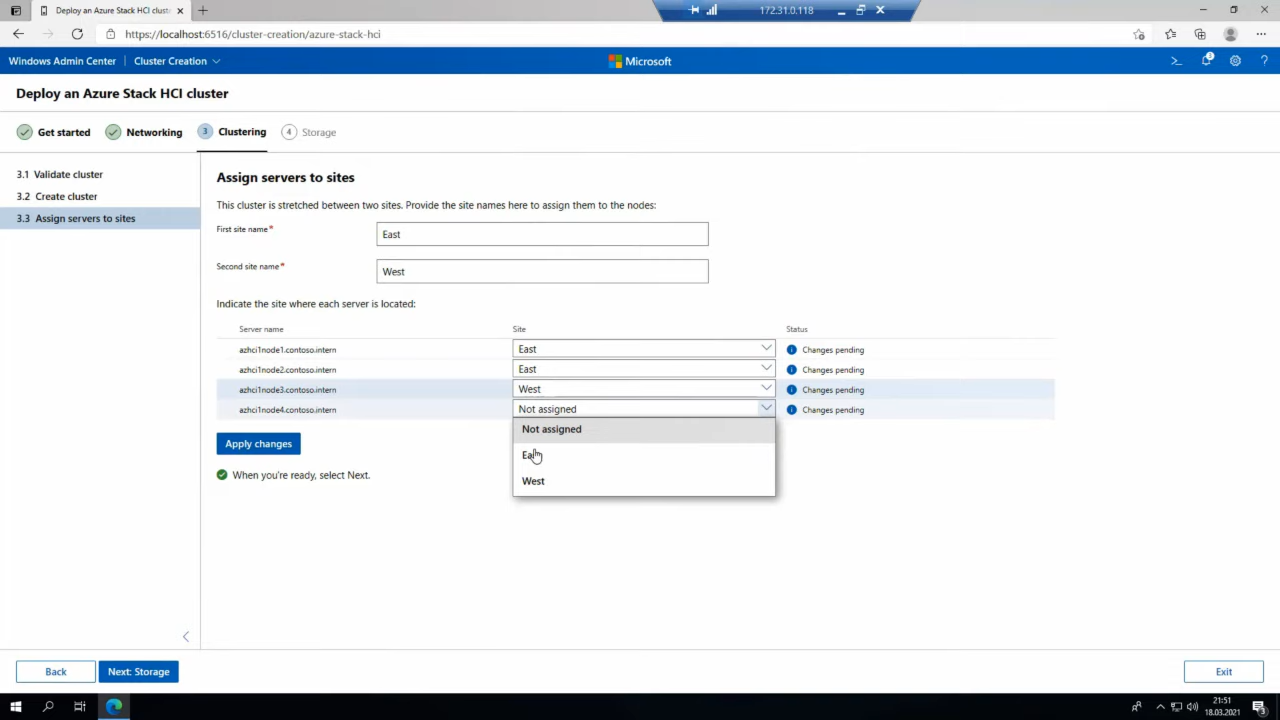 Deploy an Azure Stack HCI cluste
172.31.0.118
https://localhost:6516/cluster-creation/azure-stack-hci
Windows Admin Center
Cluster Creation
Microsoft
Deploy an Azure Stack HCI cluster
Get started
Networking
3
Clustering
4
Storage
3.1 Validate cluster
3.2 Create cluster
3.3 Assign servers to sites
Assign servers to sites
This cluster is stretched between two sites. Provide the site names here to assign them to the nodes:
First site name*
East
Second site name*
West
Indicate the site where each server is located:
Server name Site Status
azhci1node1.contoso.intern East Changes pending
azhci1node2.contoso.intern East Changes pending
azhci1node3.contoso.intern West Changes pending
azhci1node4.contoso.intern Not assigned Changes pending
Not assigned
West
Apply changes
When you're ready, select Next.
Back
Next: Storage
Exit
21:51
18.03.2021